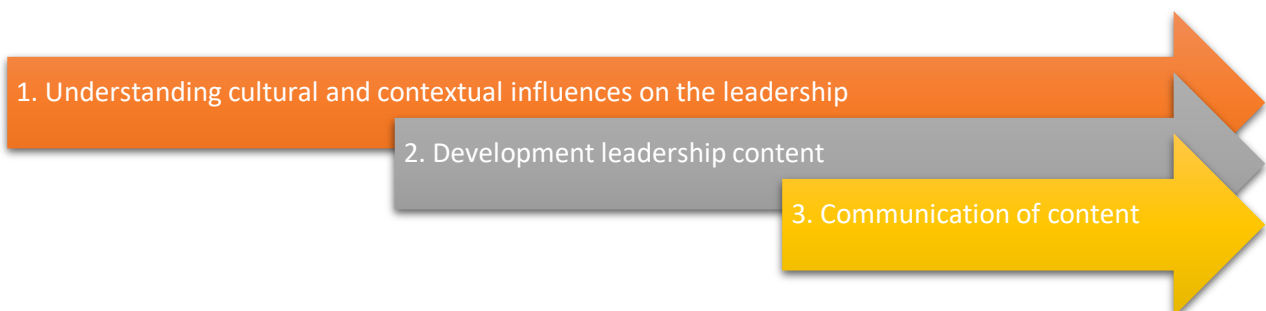 1. Understanding cultural and contextual influences on the leadership
2. Development leadership content
3. Communication of content